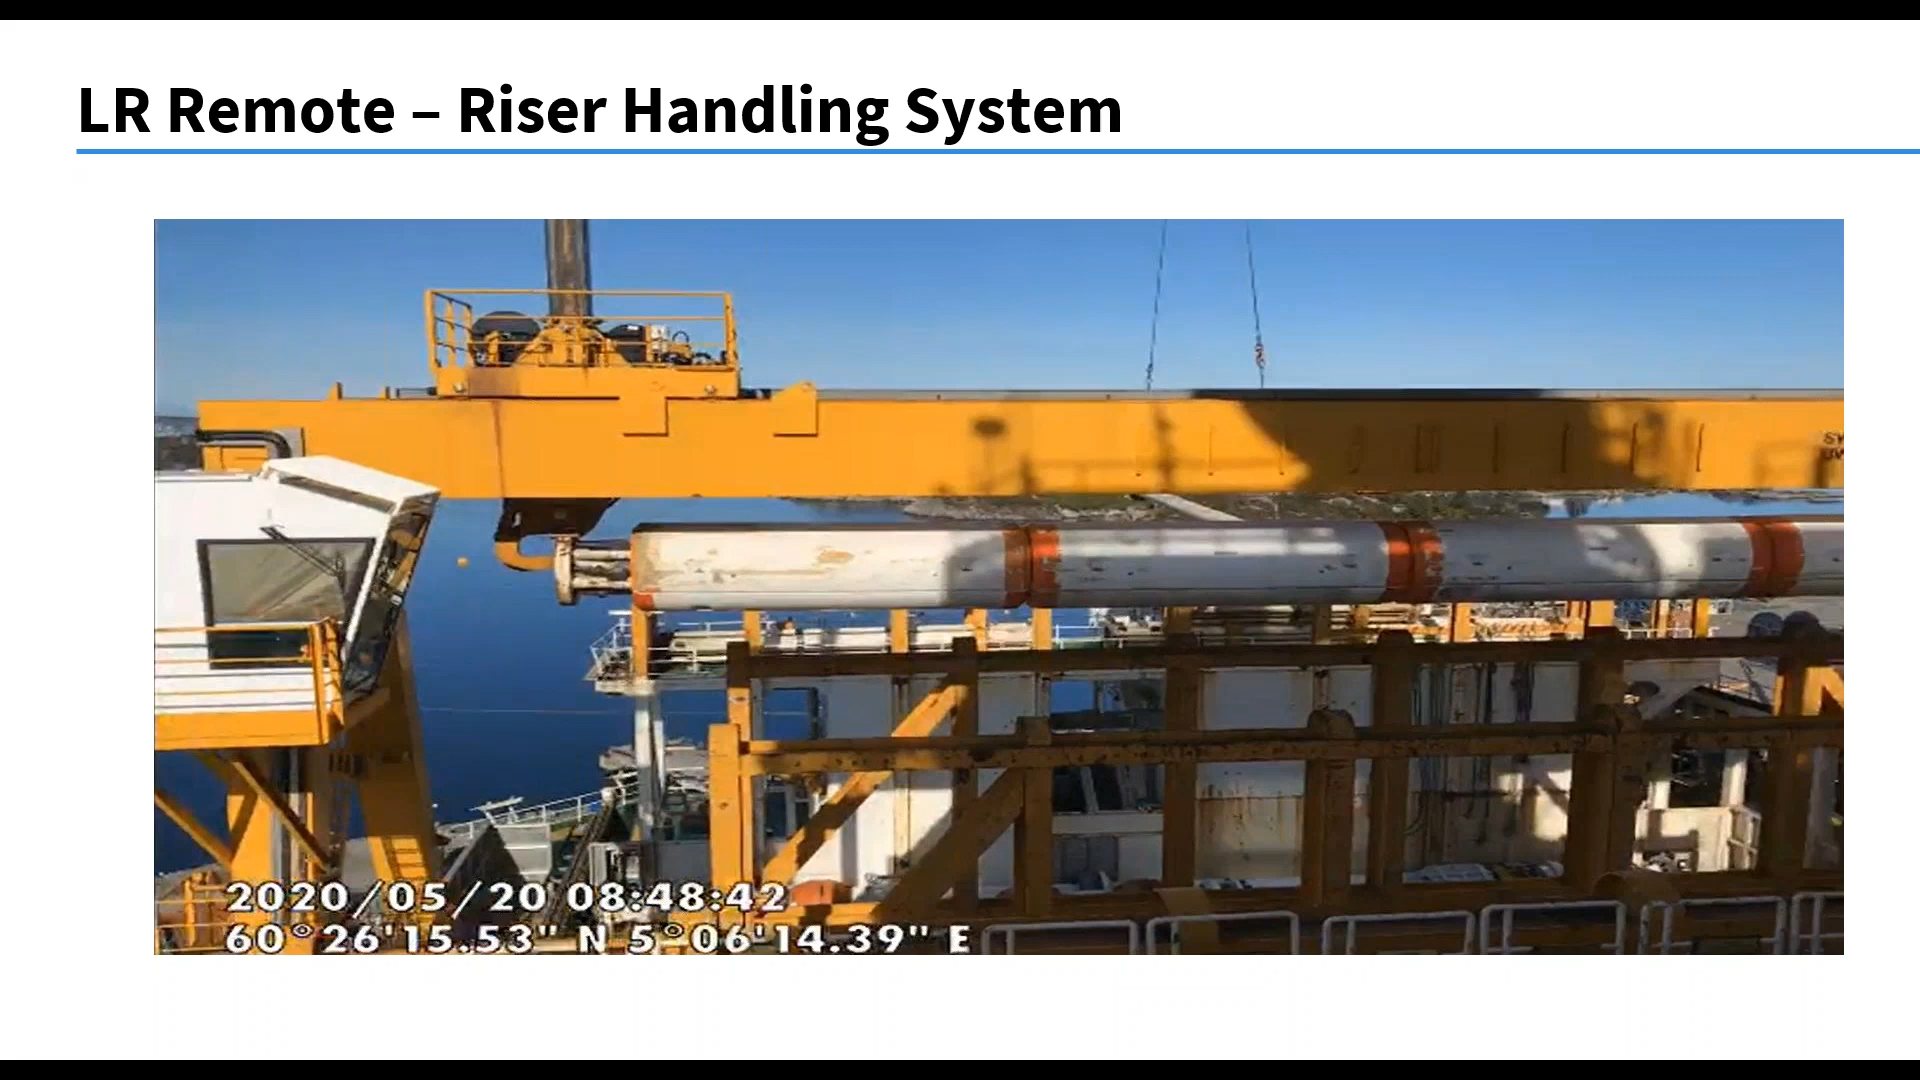 LR Remote – Riser Handling System
2020/05/20 08:48:42
60°26'15.53" N 5°06'14.39" E